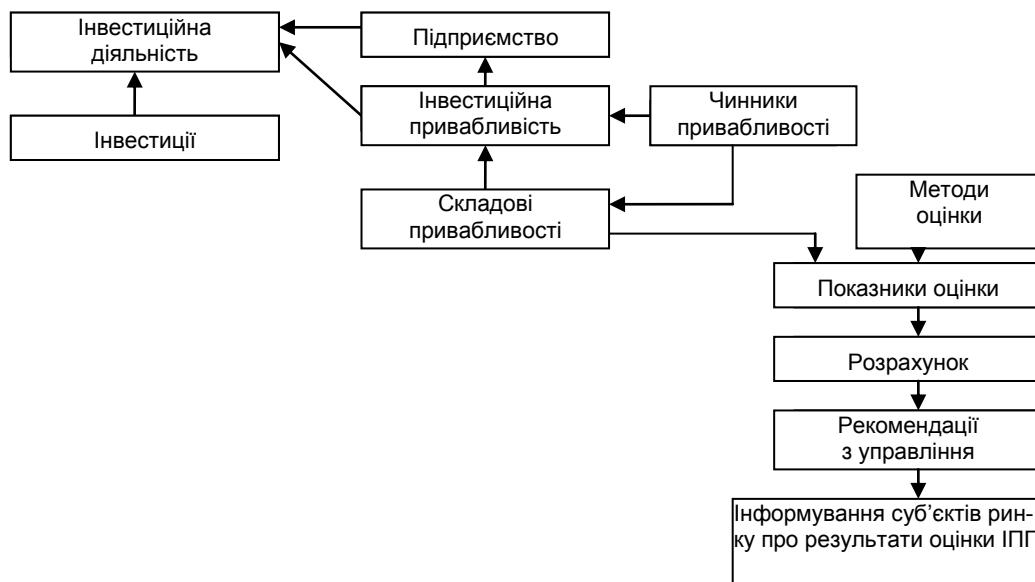 Інвестиційна
діяльність
Підприємство
Інвестиційна
привабливість
Чинники
привабливості
Інвестиції
Складові
привабливості
Методи
оцінки
Показники оцінки
Розрахунок
Рекомендації
з управління
Інформування суб’єктів рин-
ку про результати оцінки ІПП